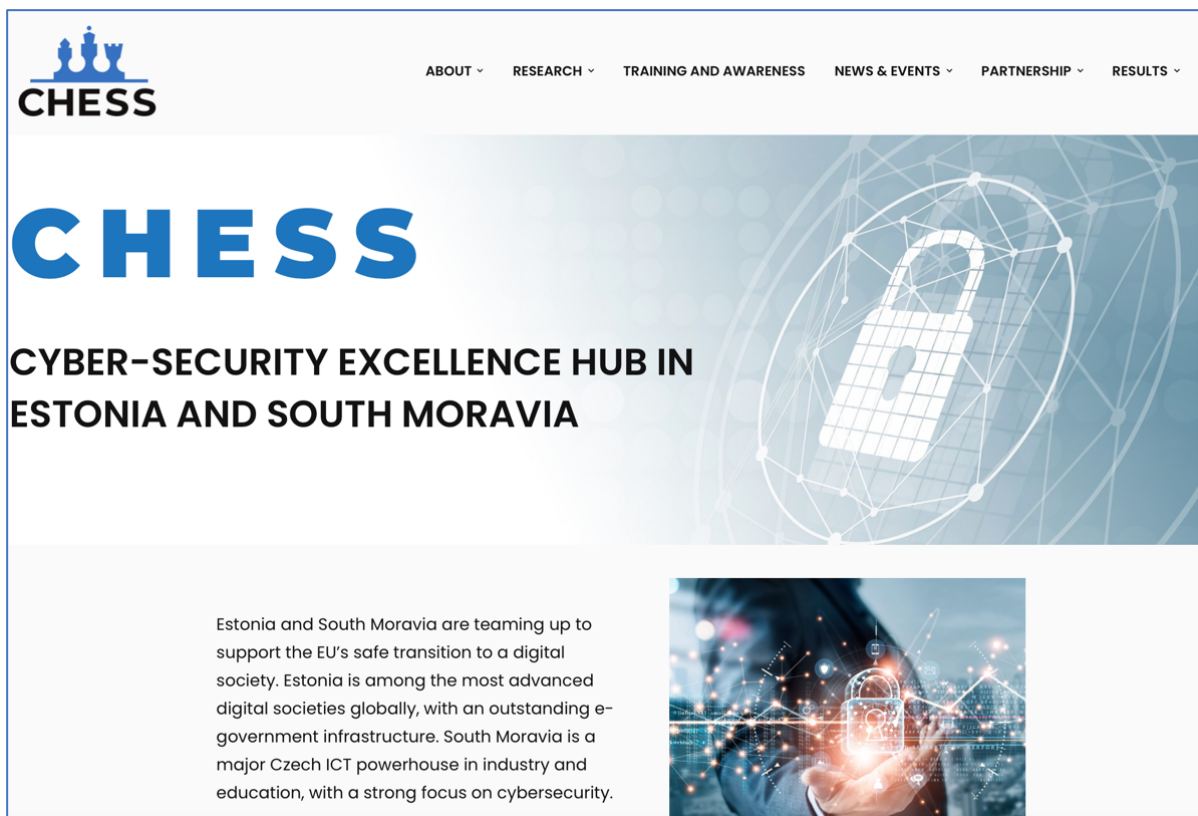 CHESS
ABOUT
RESEARCH
TRAINING AND AWARENESS
NEWS & EVENTS
PARTNERSHIP
RESULTS
CHESS
CYBER-SECURITY EXCELLENCE HUB IN
ESTONIA AND SOUTH MORAVIA
Estonia and South Moravia are teaming up to
support the EU's safe transition to a digital
society. Estonia is among the most advanced
digital societies globally, with an outstanding e-
government infrastructure. South Moravia is a
major Czech ICT powerhouse in industry and
education, with a strong focus on cybersecurity.